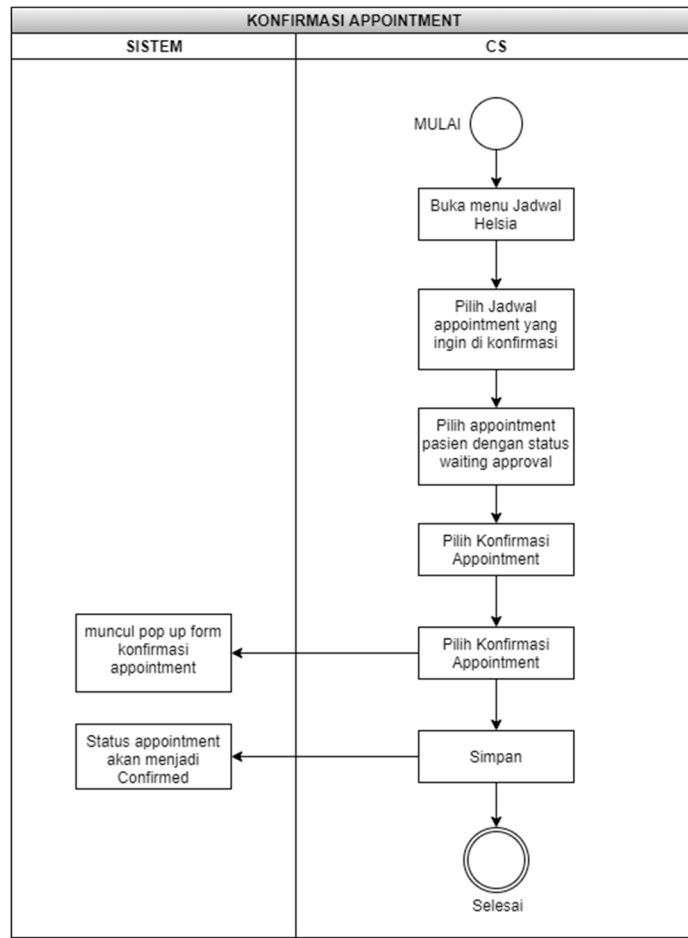 KONFIRMASI APPOINTMENT
SISTEM
CS
MULAI
Buka menu Jadwal
Helsia
Pilih Jadwal
appointment yang
ingin di konfirmasi
Pilih appointment
pasien dengan status
waiting approval
Pilih Konfirmasi
Appointment
muncul pop up form
konfirmasi
appointment
Pilih Konfirmasi
Appointment
Status appointment
akan menjadi
Confirmed
Simpan
Selesai